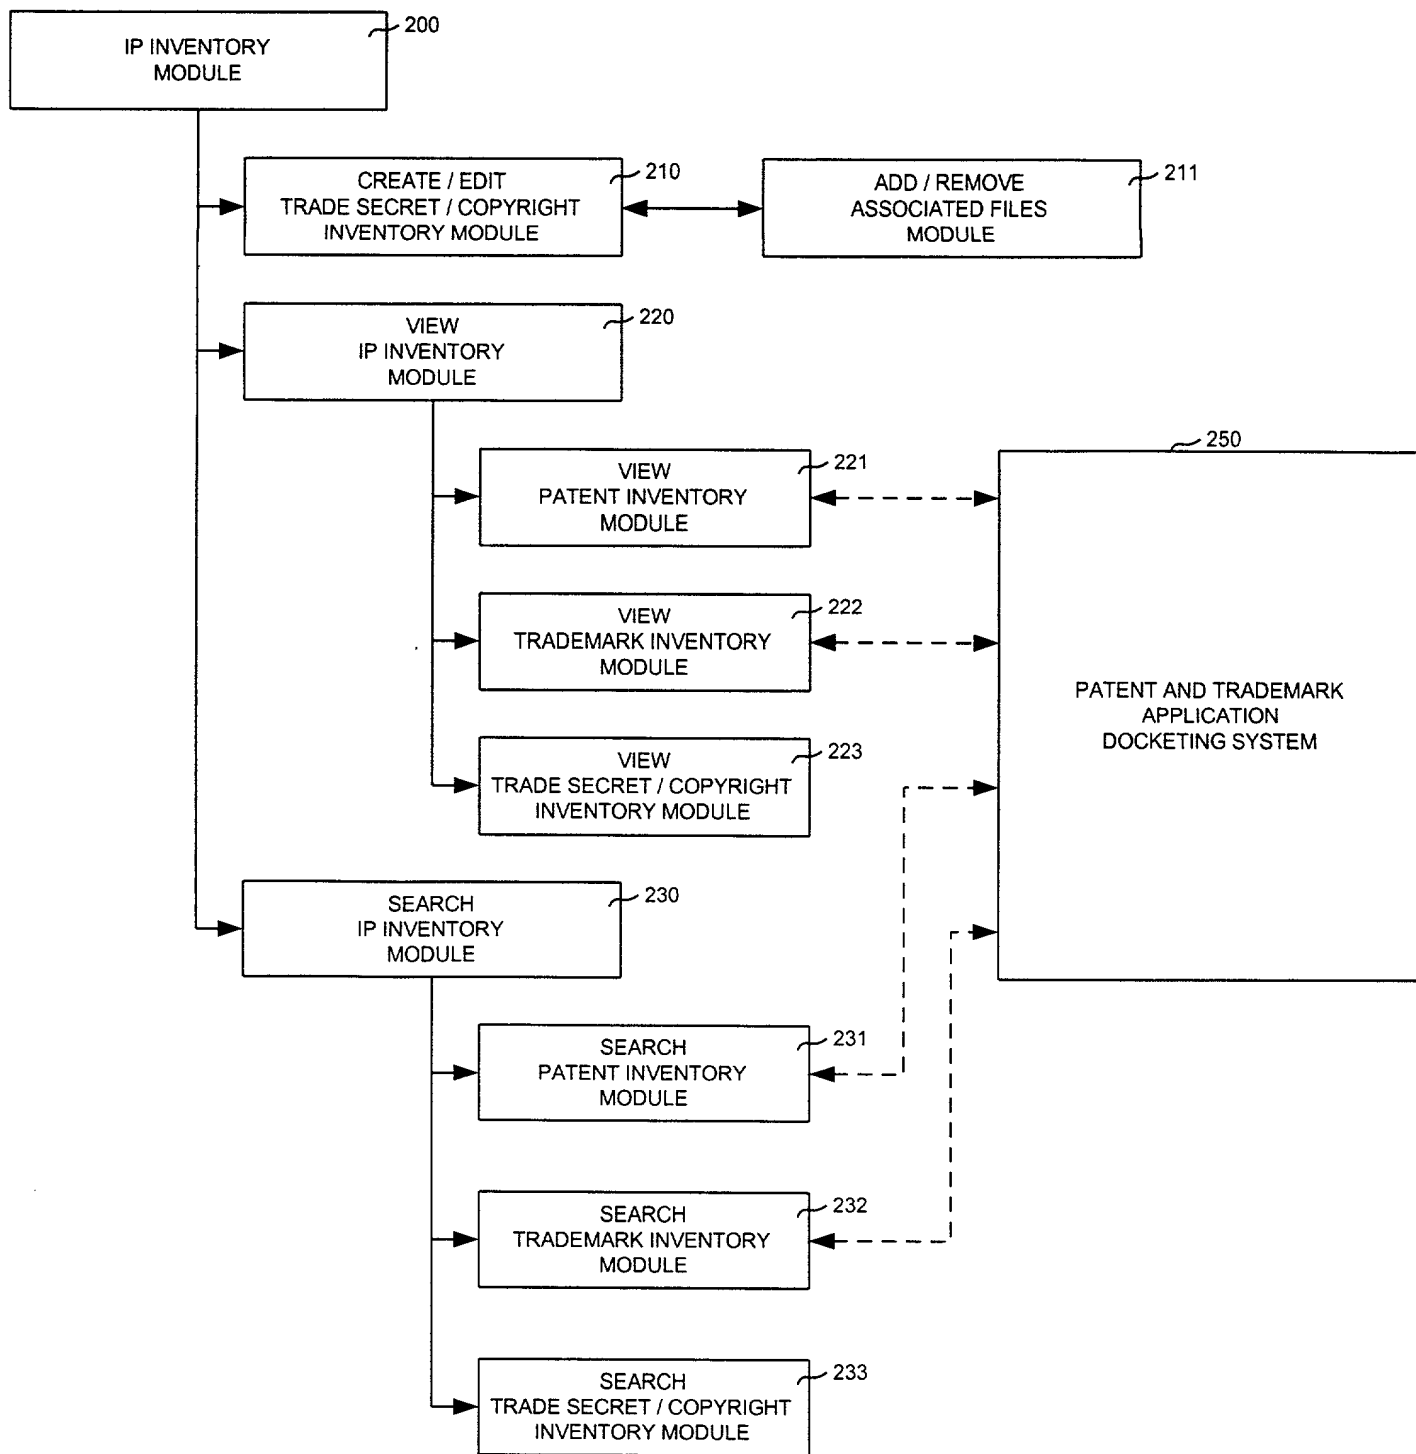 IP INVENTORY
MODULE
200
CREATE / EDIT
TRADE SECRET / COPYRIGHT
INVENTORY MODULE
210
ADD / REMOVE
ASSOCIATED FILES
MODULE
211
VIEW
IP INVENTORY
MODULE
220
VIEW
PATENT INVENTORY
MODULE
221
250
VIEW
TRADEMARK INVENTORY
MODULE
222
PATENT AND TRADEMARK
APPLICATION
DOCKETING SYSTEM
VIEW
TRADE SECRET / COPYRIGHT
INVENTORY MODULE
223
SEARCH
IP INVENTORY
MODULE
230
SEARCH
PATENT INVENTORY
MODULE
231
SEARCH
TRADEMARK INVENTORY
MODULE
232
SEARCH
TRADE SECRET / COPYRIGHT
INVENTORY MODULE
233